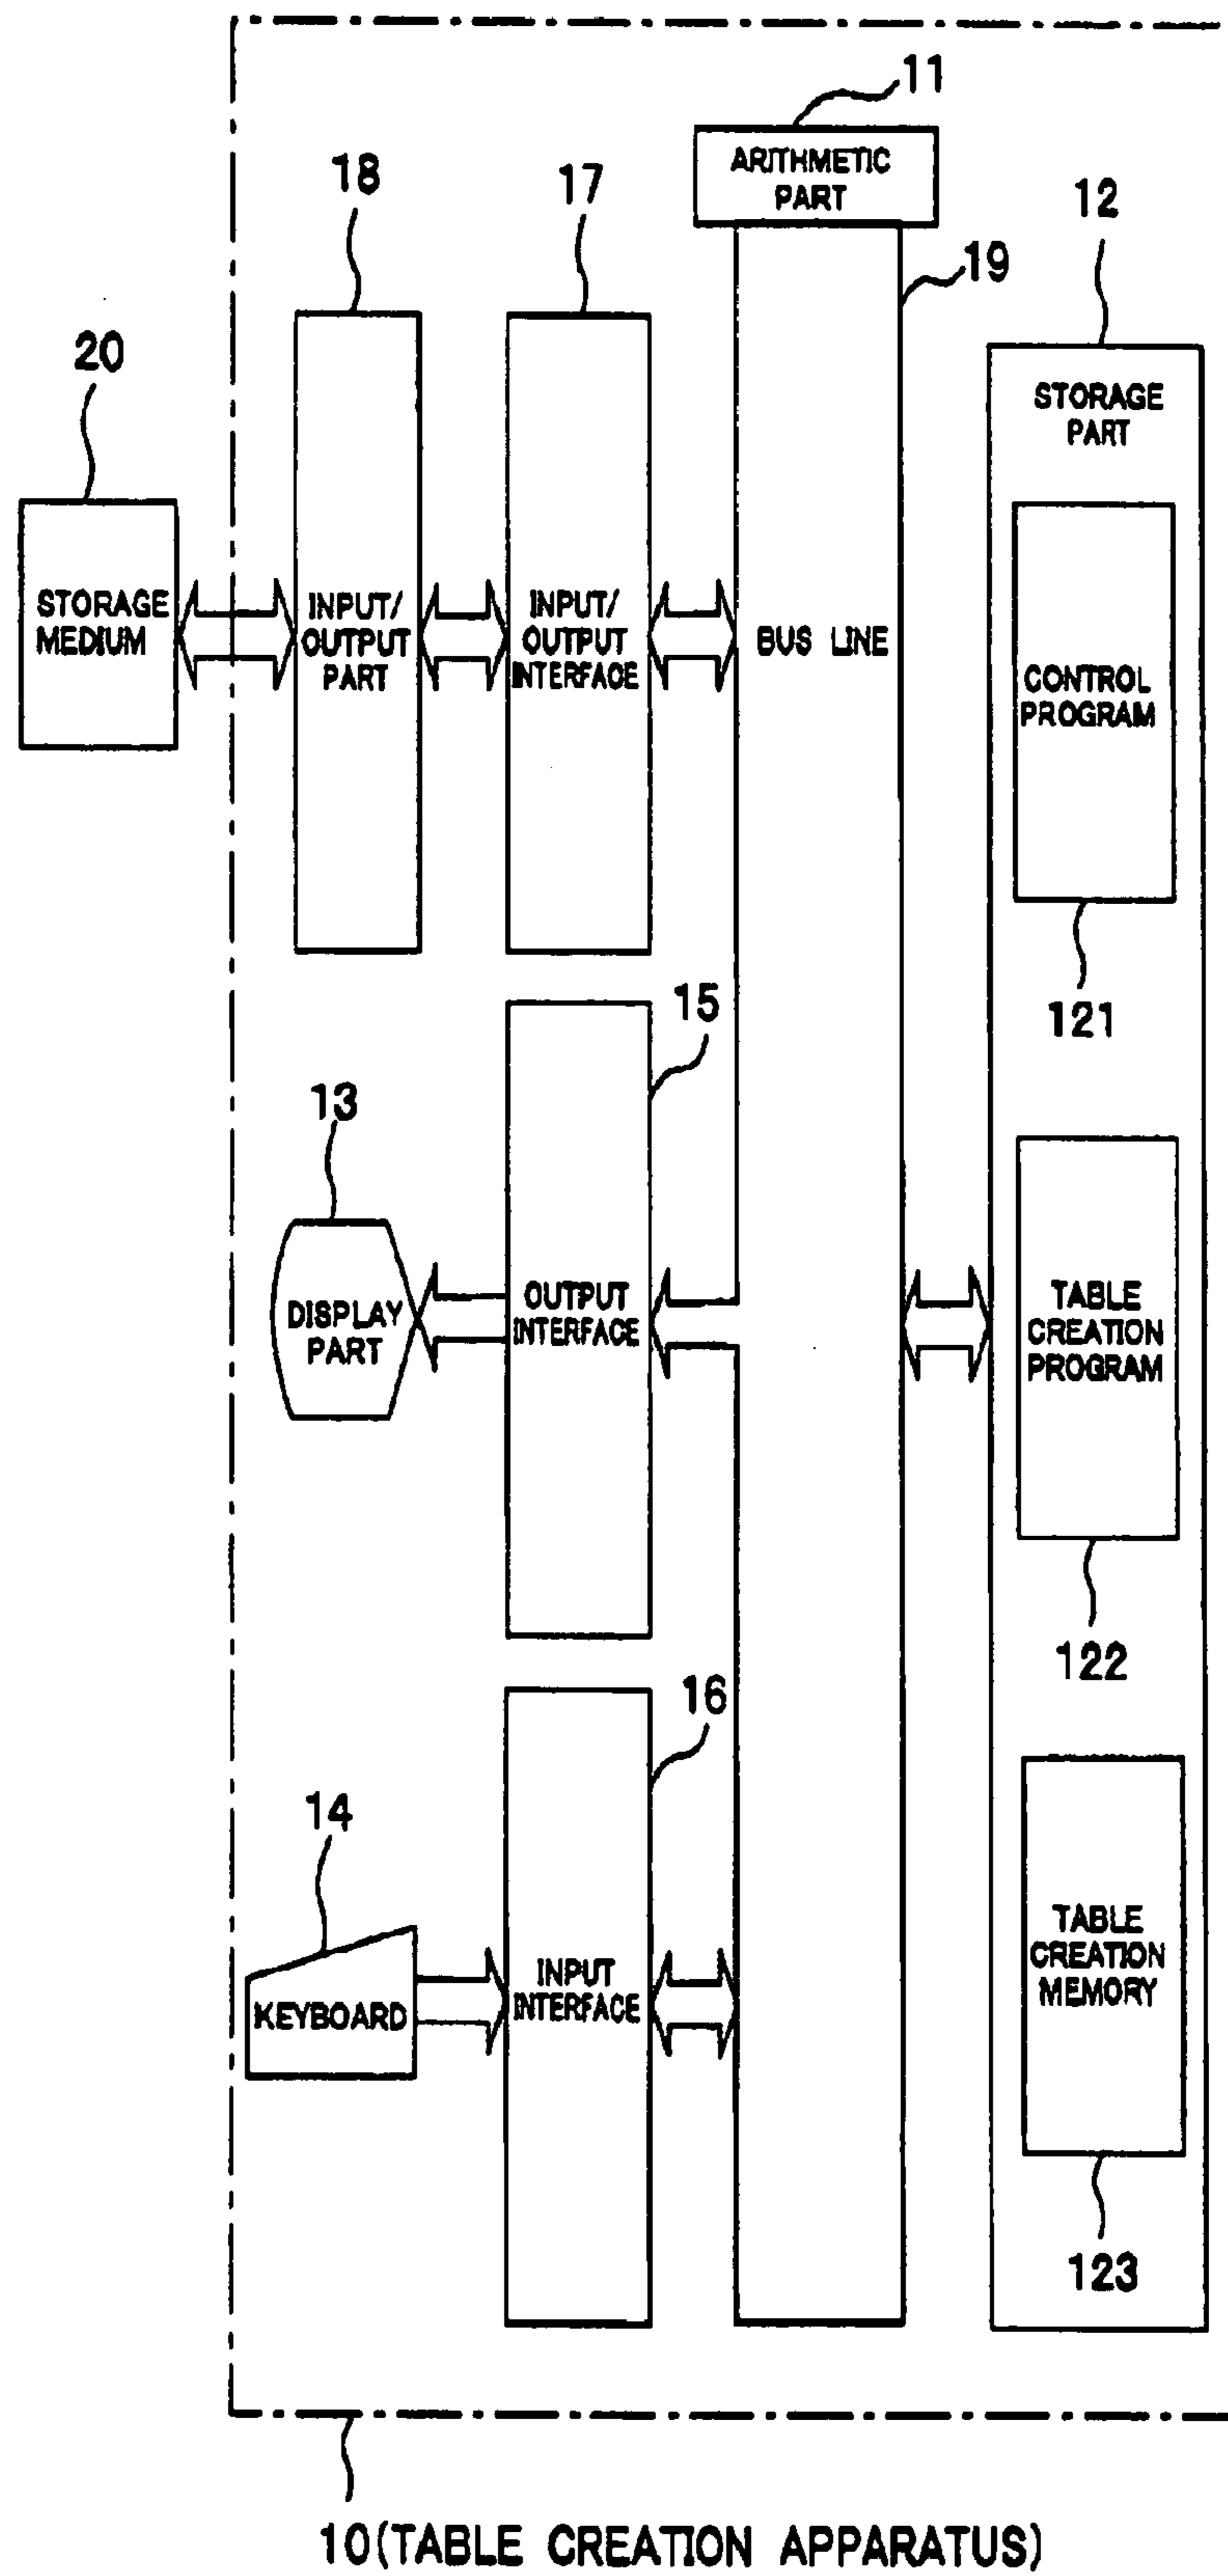 11
ARITHMETIC
PART
18
17
12
19
20
STORAGE
PART
STORAGE
MEDIUM
INPUT/
OUTPUT
PART
INPUT/
OUTPUT
INTERFACE
BUS LINE
CONTROL
PROGRAM
121
15
13
DISPLAY
PART
OUTPUT
INTERFACE
TABLE
CREATION
PROGRAM
122
16
14
KEYBOARD
INPUT
INTERFACE
TABLE
CREATION
MEMORY
123
10(TABLE CREATION APPARATUS)